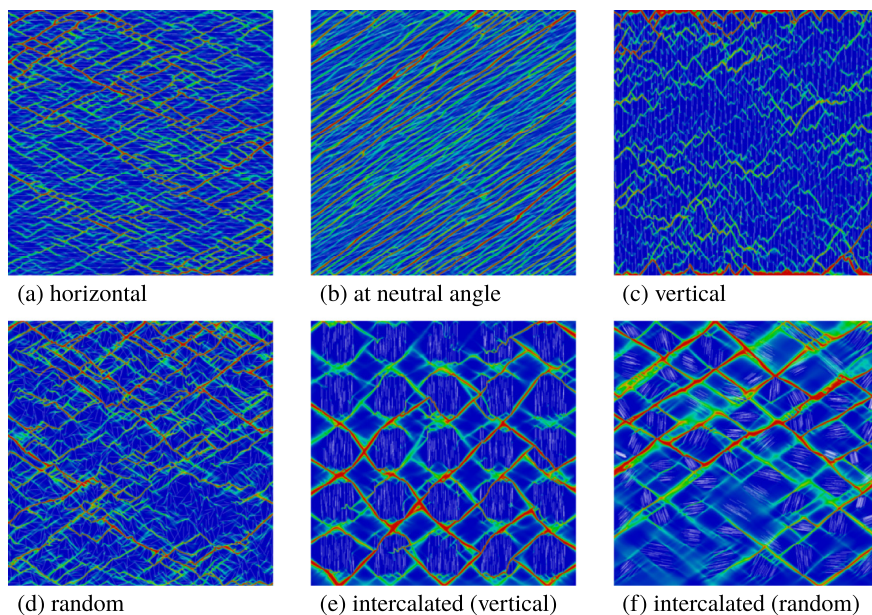 (a) horizontal
(b) at neutral angle
(c) vertical
(d) random
(e) intercalated (vertical)
(f) intercalated (random)